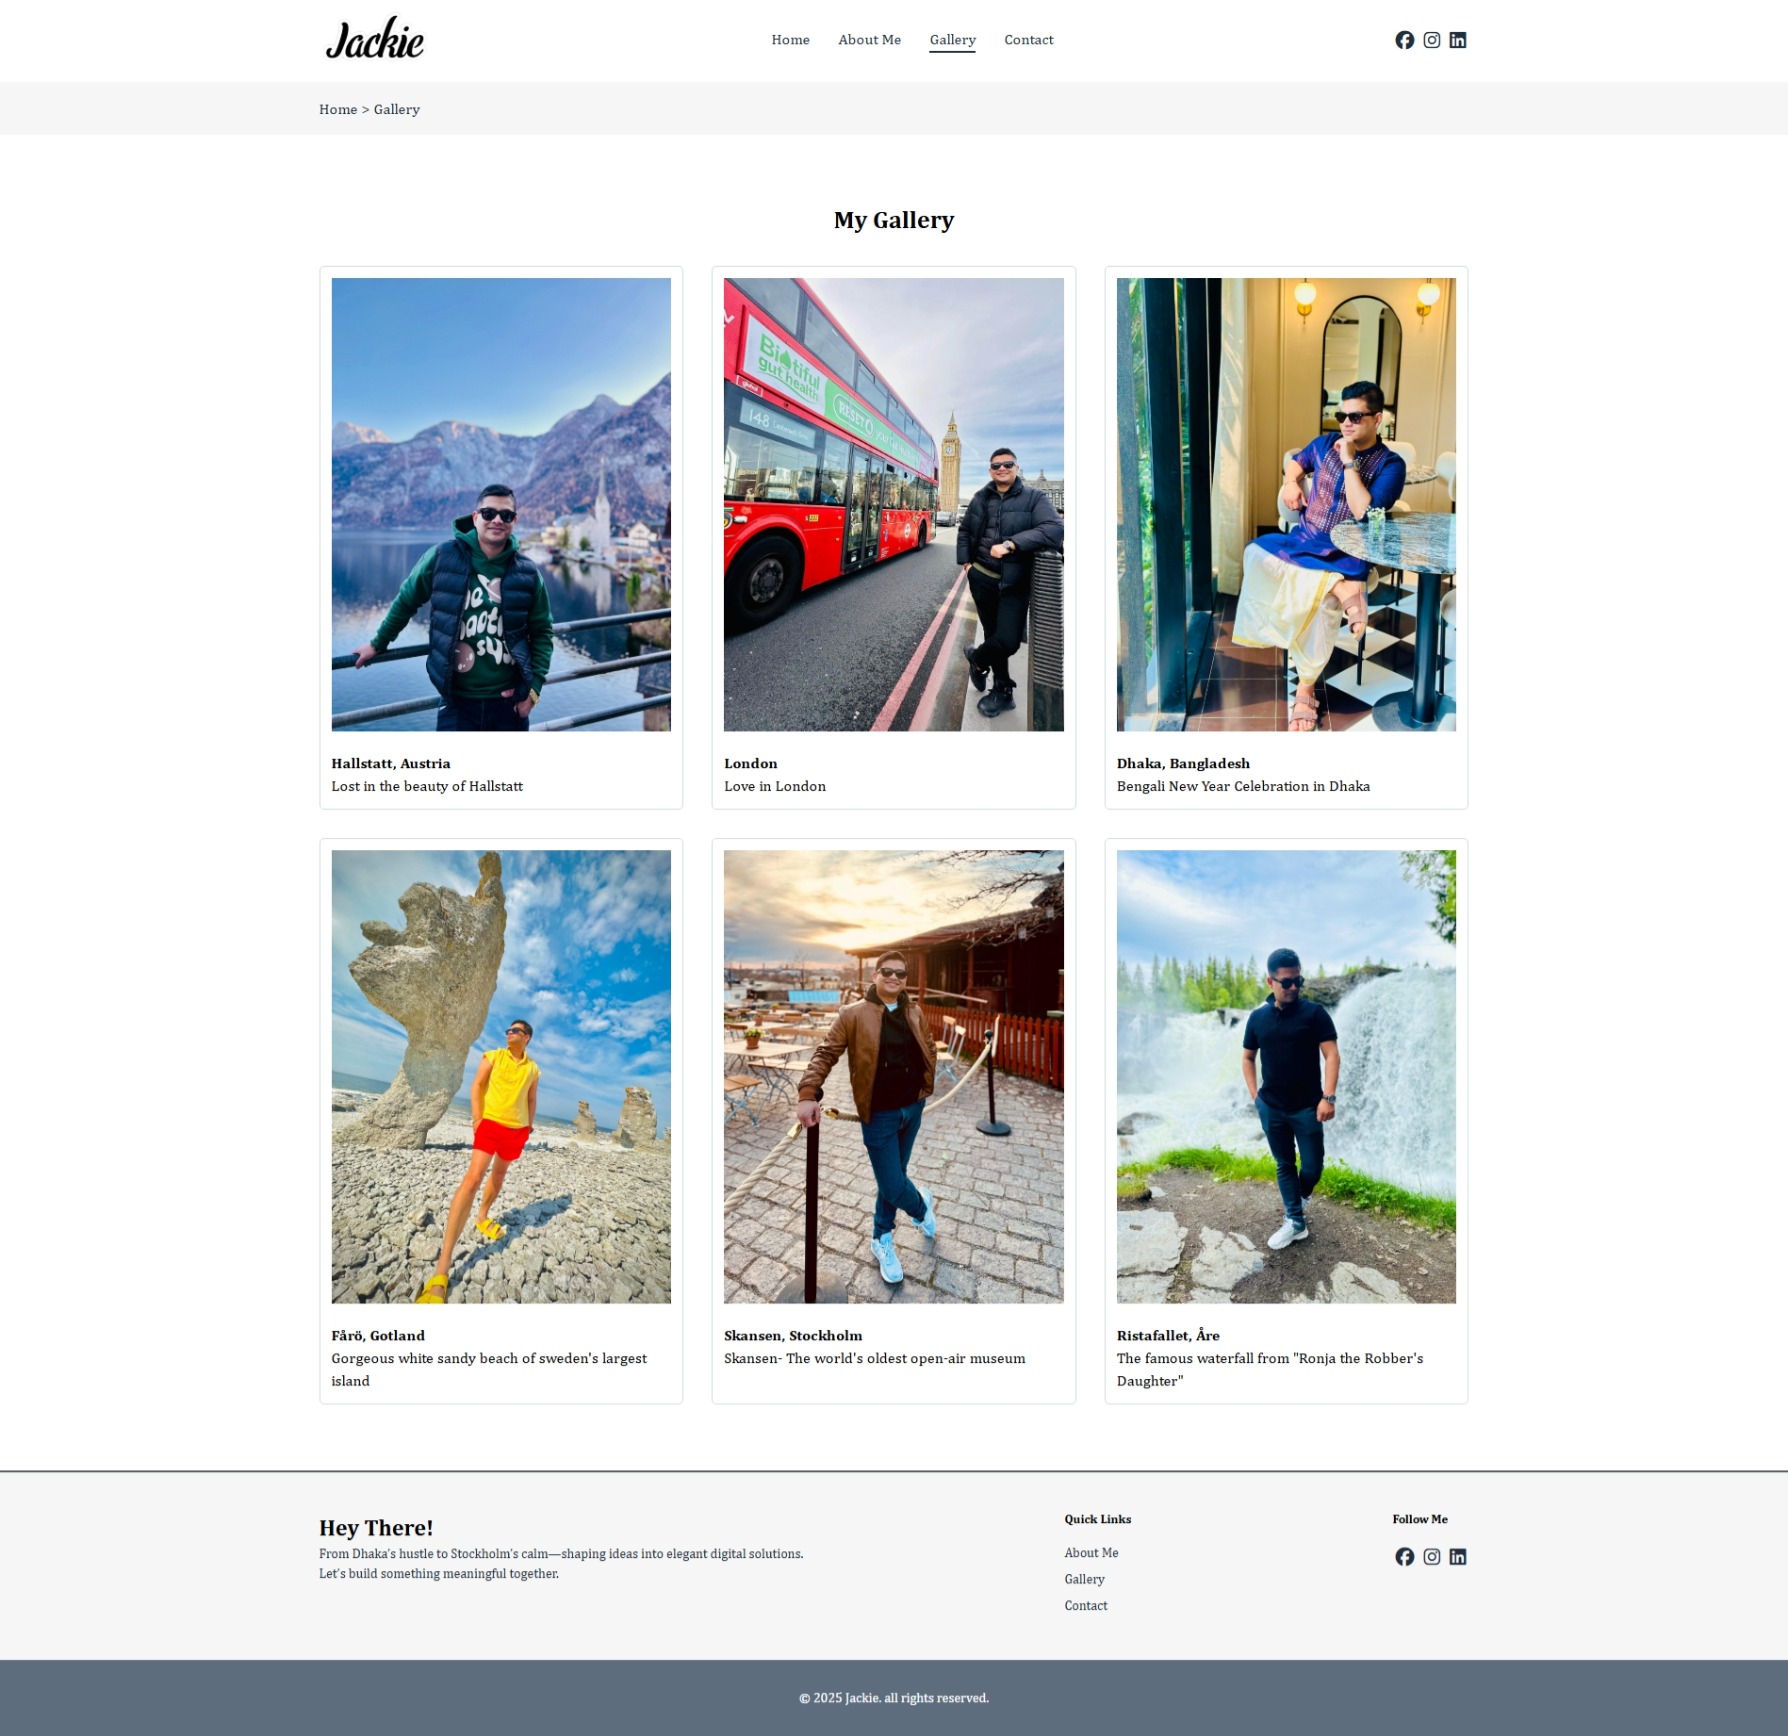 Jackie
Home About Me Gallery Contact
Home > Gallery
My Gallery
Bi tiful
gut health
RESET
148
Hallstatt, Austria
Lost in the beauty of Hallstatt
London
Love in London
Dhaka, Bangladesh
Bengali New Year Celebration in Dhaka
Fårö, Gotland
Gorgeous white sandy beach of sweden's largest
island
Skansen, Stockholm
Skansen- The world's oldest open-air museum
Ristafallet, Åre
The famous waterfall from "Ronja the Robber's
Daughter"
Hey There!
From Dhaka's hustle to Stockholm's calm—shaping ideas into elegant digital solutions.
Let's build something meaningful together.
Quick Links
About Me
Gallery
Contact
Follow Me
© 2025 Jackie. all rights reserved.